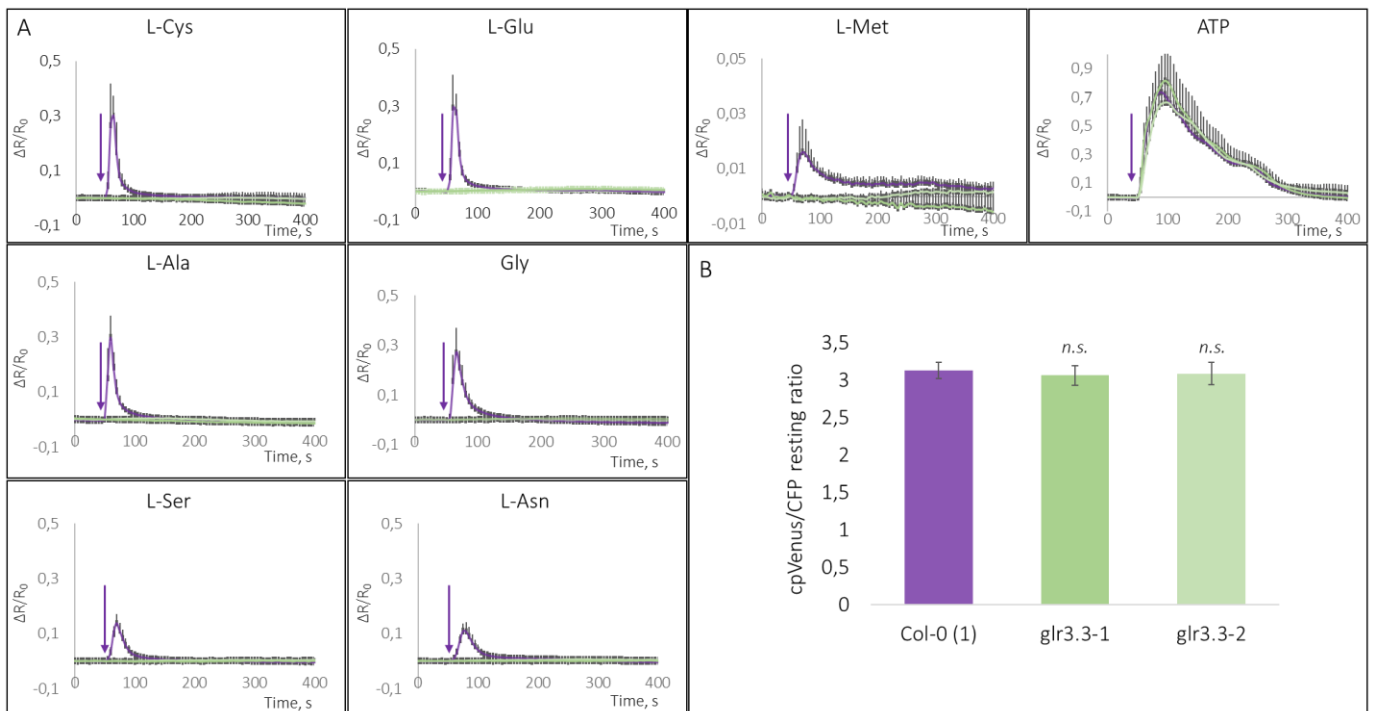 A
L-Cys
0,5
0,3
0,1
-0,1
ΔR/R0
0 100 200 300 400
Time, s
L-Glu
0,5
0,3
0,1
-0,1
ΔR/R0
0 100 200 300 400
Time, s
L-Met
0,05
0,03
0,01
-0,01
ΔR/R0
0 100 200 300 400
Time, s
ATP
0,9
0,7
0,5
0,3
0,1
-0,1
ΔR/R0
0 100 200 300 400
Time, s
L-Ala
0,5
0,3
0,1
-0,1
ΔR/R0
0 100 200 300 400
Time, s
Gly
0,5
0,3
0,1
-0,1
ΔR/R0
0 100 200 300 400
Time, s
L-Ser
0,5
0,3
0,1
-0,1
ΔR/R0
0 100 200 300 400
Time, s
L-Asn
0,5
0,3
0,1
-0,1
ΔR/R0
0 100 200 300 400
Time, s
B
cpVenus/CFP resting ratio
3,5
3
2,5
2
1,5
1
0,5
0
n.s. n.s.
Col-0 (1) glr3.3-1 glr3.3-2